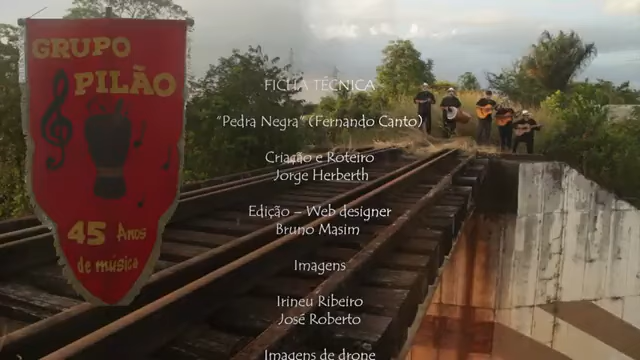 GRUPO
PILÃO
45 Anos
de música
FICHA TÉCNICA
"Pedra Negra" (Fernando Canto)
Criação e Roteiro
Jorge Herberth
Edição – Web designer
Bruno Masim
Imagens
Irineu Ribeiro
José Roberto
Imagens de drone